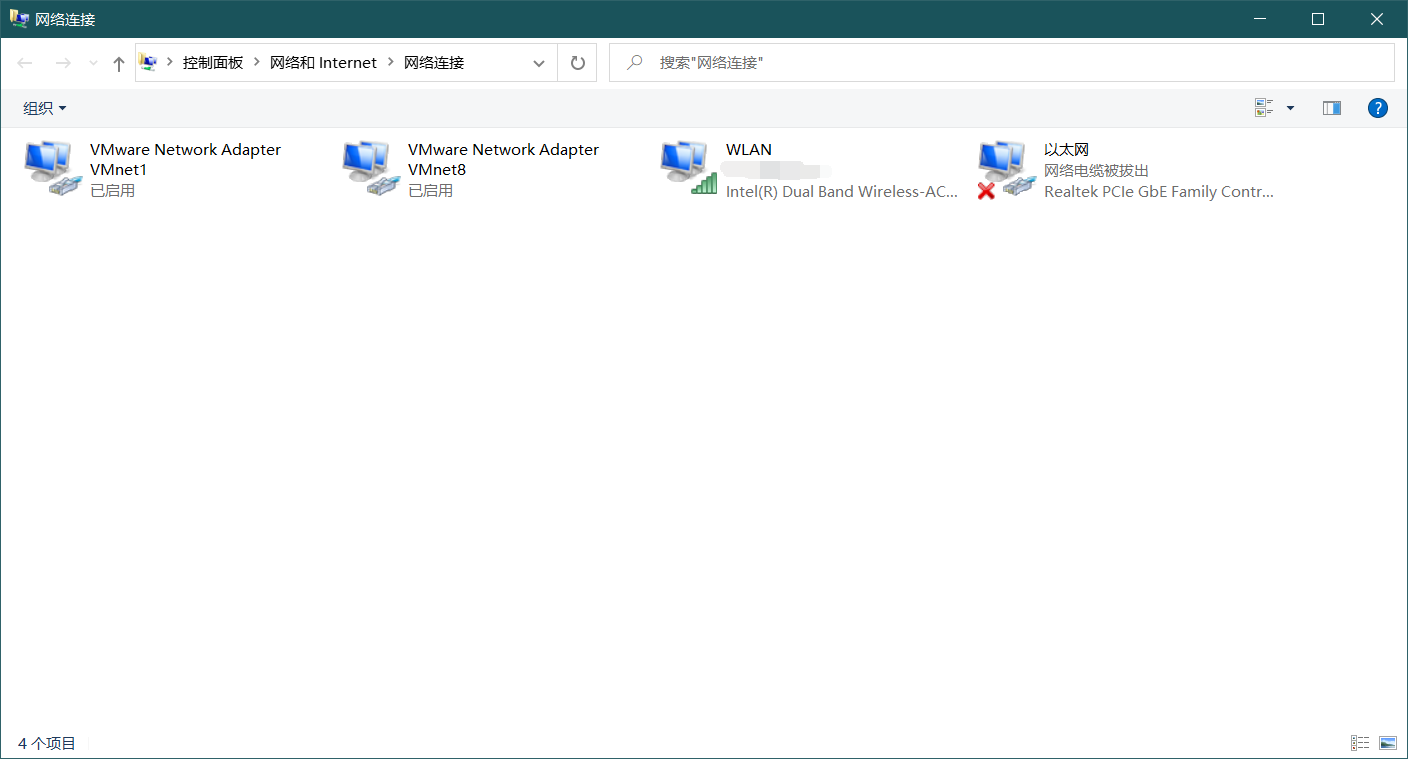 网络连接
控制面板 网络和 Internet 网络连接
搜索"网络连接"
组织
?
VMware Network Adapter
VMnet1
已启用
VMware Network Adapter
VMnet8
已启用
WLAN
Intel(R) Dual Band Wireless-AC...
以太网
网络电缆被拔出
Realtek PCIe GbE Family Contr...
4 个项目